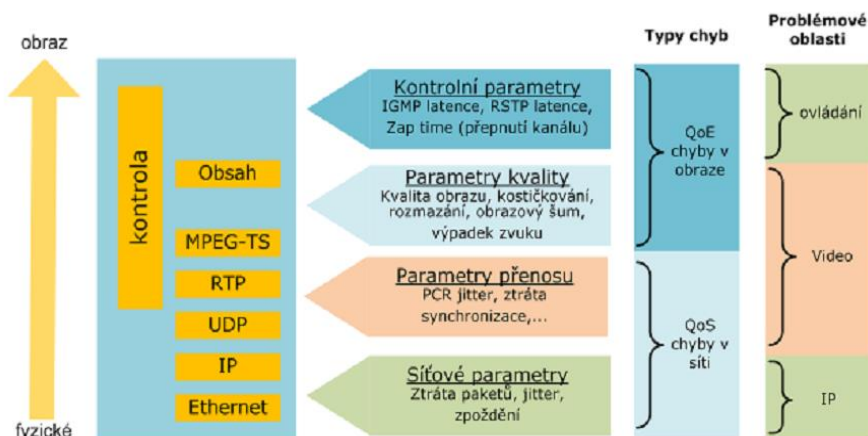 obraz
fyzické
kontrola
Obsah
MPEG-TS
RTP
UDP
IP
Ethernet
Kontrolní parametry
IGMP latence, RSTP latence,
Zap time (přepnutí kanálu)
Parametry kvality
Kvalita obrazu, kostičkování,
rozmazání, obrazový šum,
výpadek zvuku
Parametry přenosu
PCR jitter, ztráta
synchronizace,...
Síťové parametry
Ztráta paketů, jitter,
zpoždění
Typy chyb
QoE
chyby v
obraze
QoS
chyby v
síti
Problémové
oblasti
ovládání
Video
IP